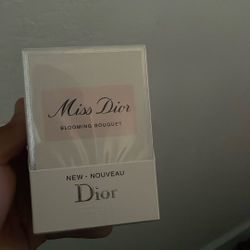 Miss Dior
BLOOMING BOUQUET
NEW - NOUVEAU
Dior